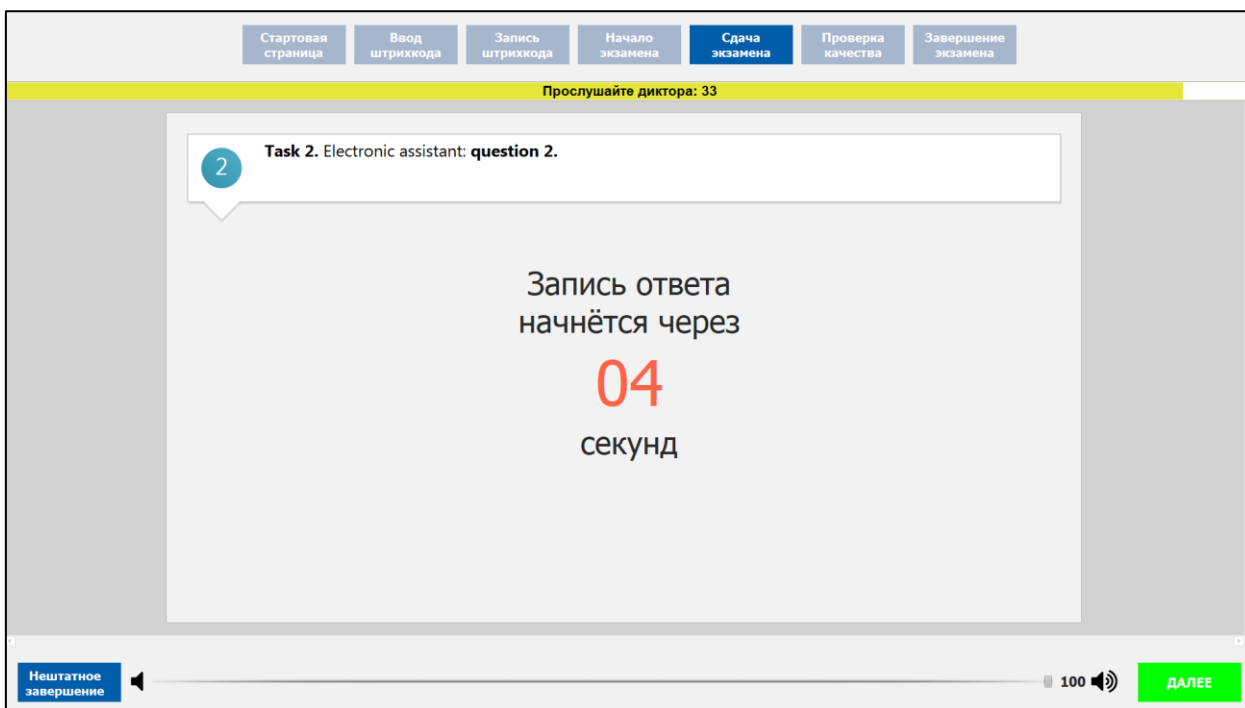 Стартовая страница
Ввод штрихкода
Запись штрихкода
Начало экзамена
Сдача экзамена
Проверка качества
Завершение экзамена
Прослушайте диктора: 33
2
Task 2. Electronic assistant: question 2.
Запись ответа
начнётся через
04
секунд
Нештатное завершение
100
ДАЛЕЕ